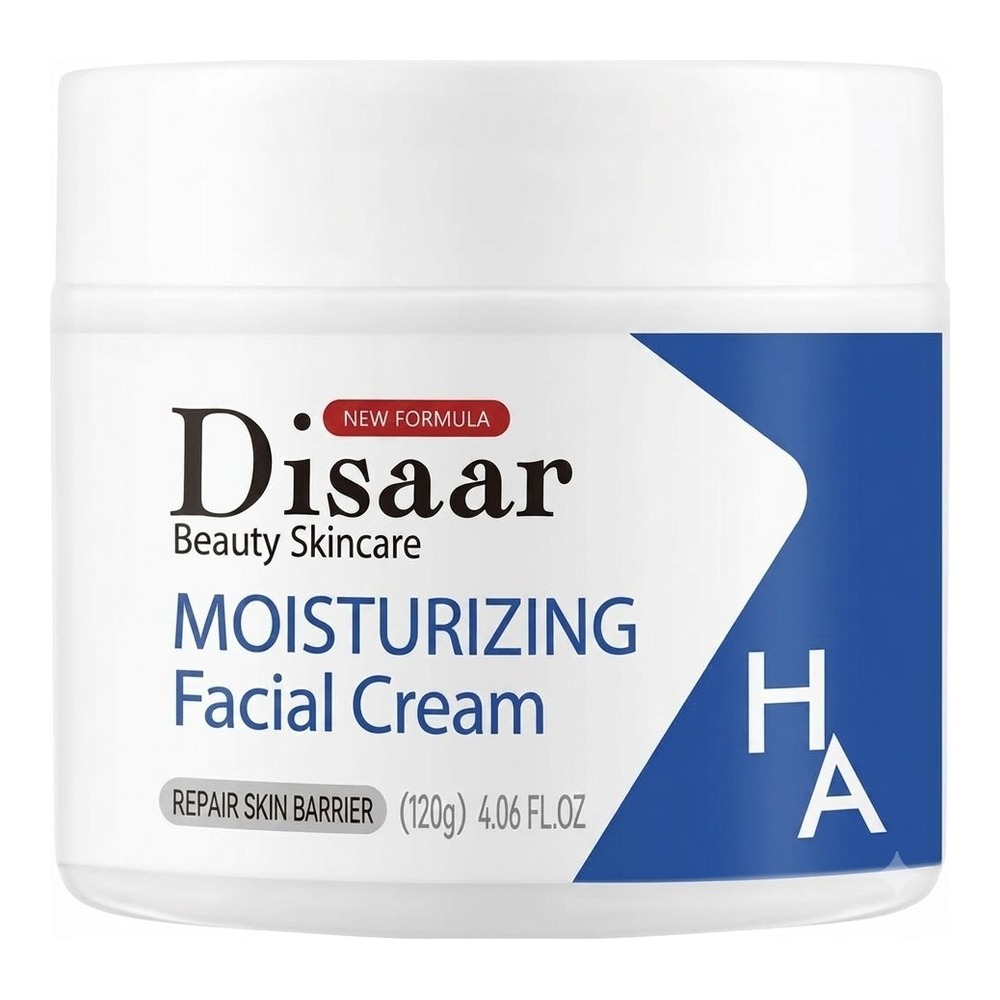 NEW FORMULA
Disaar
Beauty Skincare
MOISTURIZING
Facial Cream
REPAIR SKIN BARRIER (120g) 4.06 FL.OZ
HA